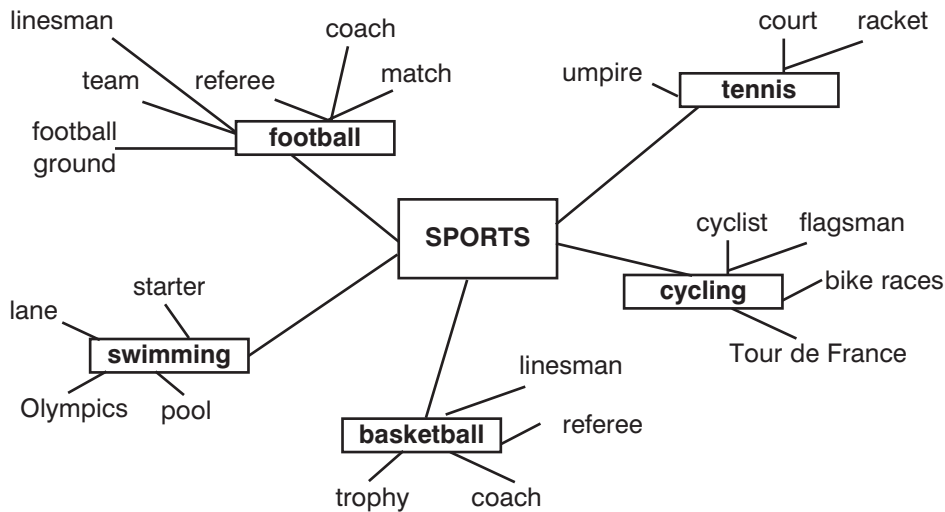 linesman
coach
court
racket
team
referee
match
umpire
tennis
football
football
ground
SPORTS
cyclist
flagsman
starter
cycling
bike races
lane
swimming
Tour de France
linesman
Olympics
pool
basketball
referee
trophy
coach